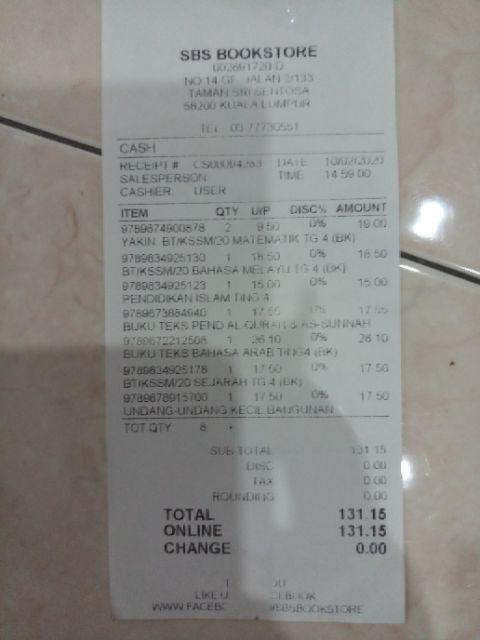 SBS BOOKSTORE
002691720-D
NO.14-GF, JALAN 3/133
TAMAN SRI SENTOSA
58200 KUALA LUMPUR
TEL 03 77730551
CASH
RECEIPT # DATE 10/02/2020
SALESPERSON TIME 14:59:00
CASHIER USER
ITEM QTY U/P DISC% AMOUNT
9789674900878 2 9.50 0% 19.00
YAKIN BT/KSSM/20 MATEMATIK TG 4 (BK)
9789834925130 1 18.50 0% 18.50
BT/KSSM/20 BAHASA MELAYU TG 4 (BK)
9789834925123 1 15.00 0% 15.00
PENDIDIKAN ISLAM TING 4
9789673884940 1 17.55 0% 17.55
BUKU TEKS PEND AL QURAN & AS-SUNNAH
9789672212508 1 26.10 0% 26.10
BUKU TEKS BAHASA ARAB TING4 (BK)
9789834925178 1 17.50 0% 17.50
BT/KSSM/20 SEJARAH TG 4 (BK)
9789678915700 1 17.50 0% 17.50
UNDANG-UNDANG KECIL BANGUNAN
TOT QTY 8
SUB-TOTAL 131.15
DISC 0.00
TAX 0.00
ROUNDING 0.00
TOTAL 131.15
ONLINE 131.15
CHANGE 0.00
LIKE